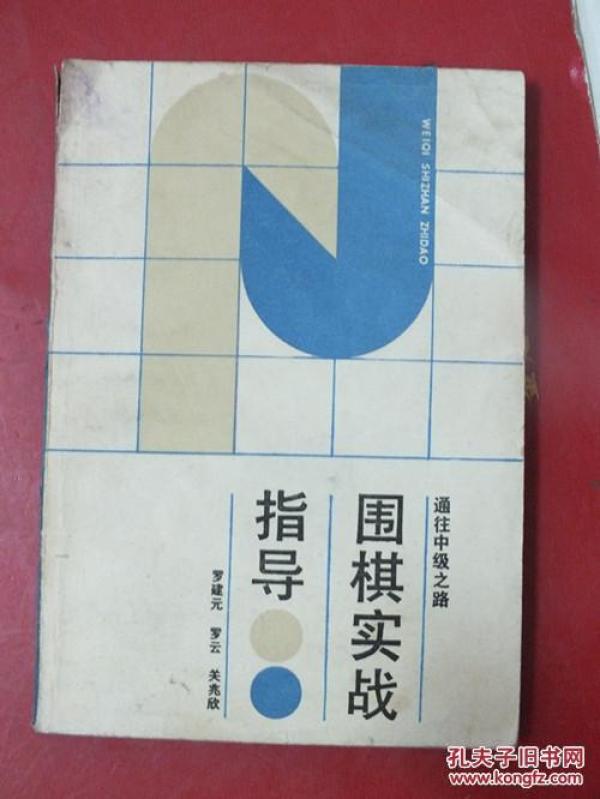 WEIQI SHIZHAN ZHIDAO
通往中级之路
围棋实战
指导
罗建元 罗云 关兆欣
孔夫子旧书网
www.kongfz.com